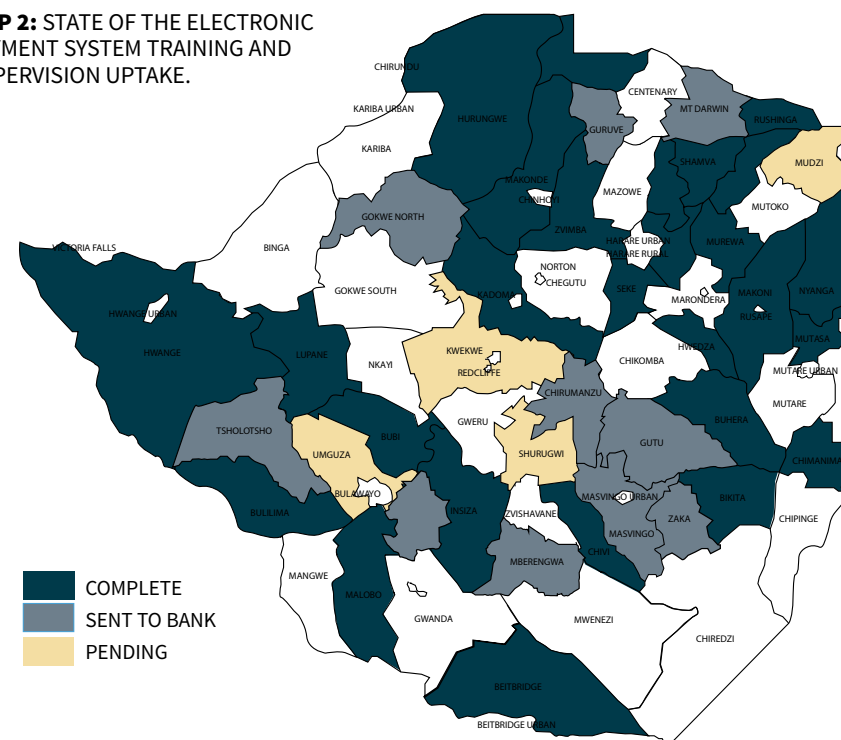 P 2: STATE OF THE ELECTRONIC
MENT SYSTEM TRAINING AND
PERVISION UPTAKE.
CHIRUNDU
CENTENARY
KARIBA URBAN
MT DARWIN
HURUNGWE
RUSHINGA
GURUVE
KARIBA
SHAMVA
MUDZI
MAKONDE
MAZOWE
CHINHOYI
MUTOKO
GOKWE NORTH
ZVIMBA
HARARE URBAN
MUREWA
VICTORIA FALLS
BINGA
HARARE RURAL
NORTON
CHEGUTU
GOKWE SOUTH
SEKE
KADOMA
MARONDERA
MAKONI
NYANGA
HWANGE URBAN
RUSAPE
MUTASA
HWANGE
LUPANE
NKAYI
KWEKWE
HWEDZA
CHIKOMBA
REDCLIFFE
MUTARE URBAN
CHIRUMANZU
MUTARE
GWERU
BUHERA
TSHOLOTSHO
BUBI
GUTU
UMGUZA
SHURUGWI
CHIMANIMA
BULAWAYO
MASVINGO URBAN
BIKITA
BULILIMA
INSIZA
ZVISHAVANE
ZAKA
CHIPINGE
MASVINGO
CHIVI
MBERENGWA
MANGWE
COMPLETE
MALOBO
SENT TO BANK
GWANDA
MWENEZI
CHIREDZI
PENDING
BEITBRIDGE
BEITBRIDGE URBAN